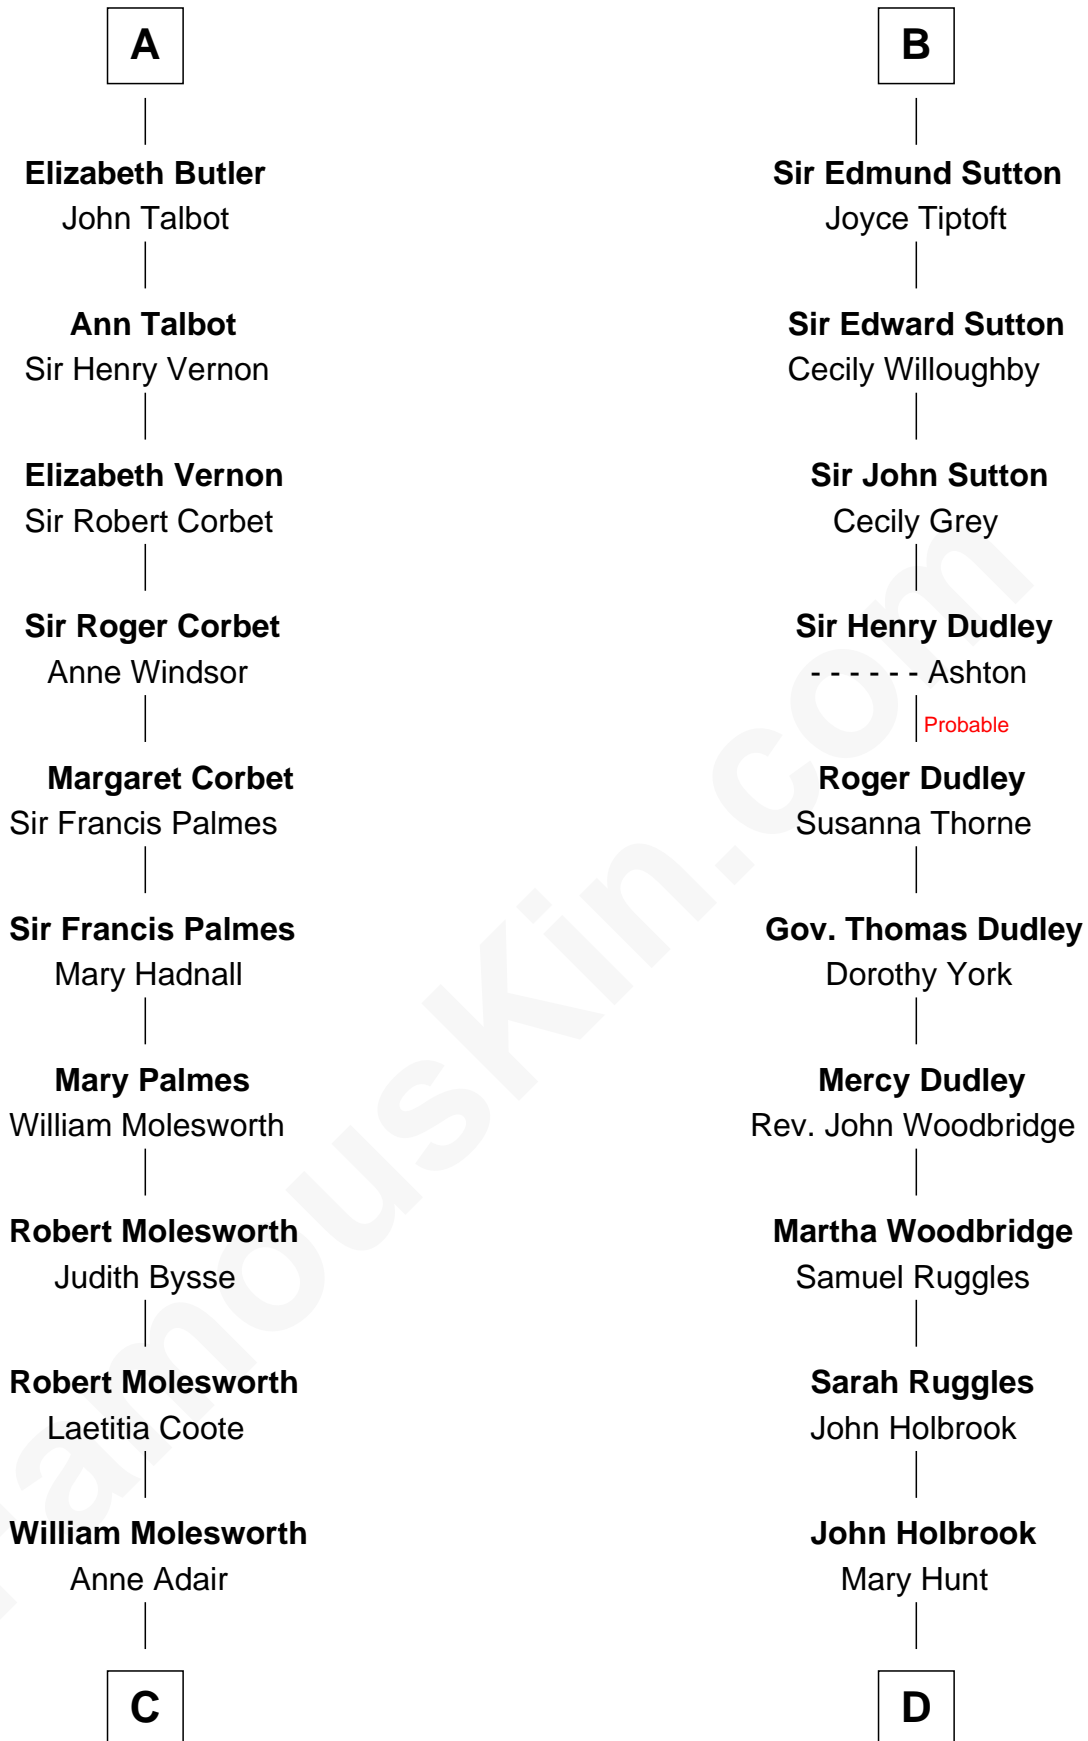 A
Elizabeth Butler
John Talbot
Ann Talbot
Sir Henry Vernon
Elizabeth Vernon
Sir Robert Corbet
Sir Roger Corbet
Anne Windsor
Margaret Corbet
Sir Francis Palmes
Sir Francis Palmes
Mary Hadnall
Mary Palmes
William Molesworth
Robert Molesworth
Judith Bysse
Robert Molesworth
Laetitia Coote
William Molesworth
Anne Adair
C
B
Sir Edmund Sutton
Joyce Tiptoft
Sir Edward Sutton
Cecily Willoughby
Sir John Sutton
Cecily Grey
Sir Henry Dudley
- - - - - - Ashton
Probable
Roger Dudley
Susanna Thorne
Gov. Thomas Dudley
Dorothy York
Mercy Dudley
Rev. John Woodbridge
Martha Woodbridge
Samuel Ruggles
Sarah Ruggles
John Holbrook
John Holbrook
Mary Hunt
D
FamousKin.com